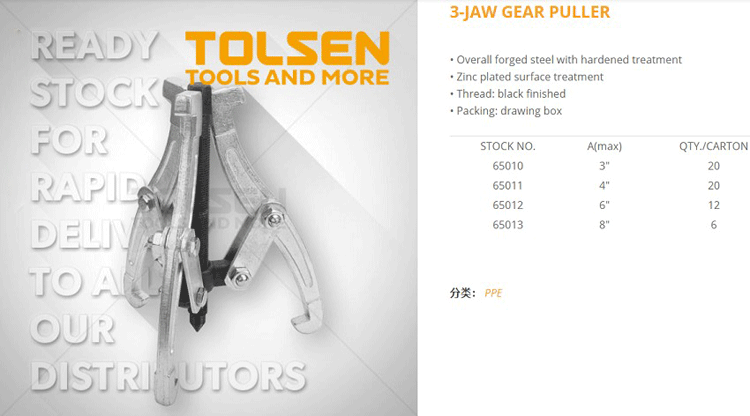 READY
STOCK
FOR
RAPID
DELIV
TO A
OUR
DISTRIBUTORS
TOLSEN
TOOLS AND MORE
3-JAW GEAR PULLER
• Overall forged steel with hardened treatment
• Zinc plated surface treatment
• Thread: black finished
• Packing: drawing box
STOCK NO. A(max) QTY./CARTON
65010 3" 20
65011 4" 20
65012 6" 12
65013 8" 6
分类: PPE